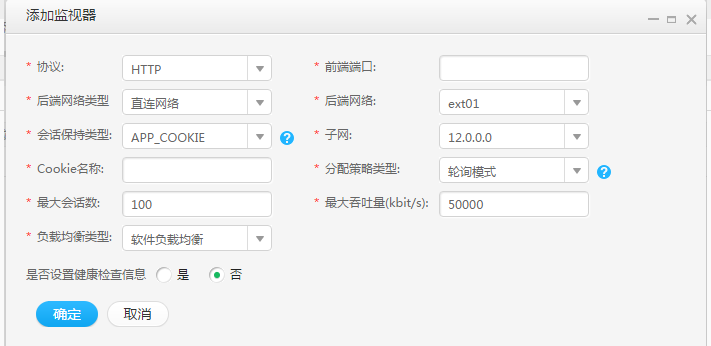 添加监视器
* 协议: HTTP * 前端端口:
* 后端网络类型 直连网络 * 后端网络: ext01
* 会话保持类型: APP_COOKIE ? * 子网: 12.0.0.0
* Cookie名称: * 分配策略类型: 轮询模式 ?
* 最大会话数: 100 * 最大吞吐量(kbit/s): 50000
* 负载均衡类型: 软件负载均衡
是否设置健康检查信息 是 否
确定 取消